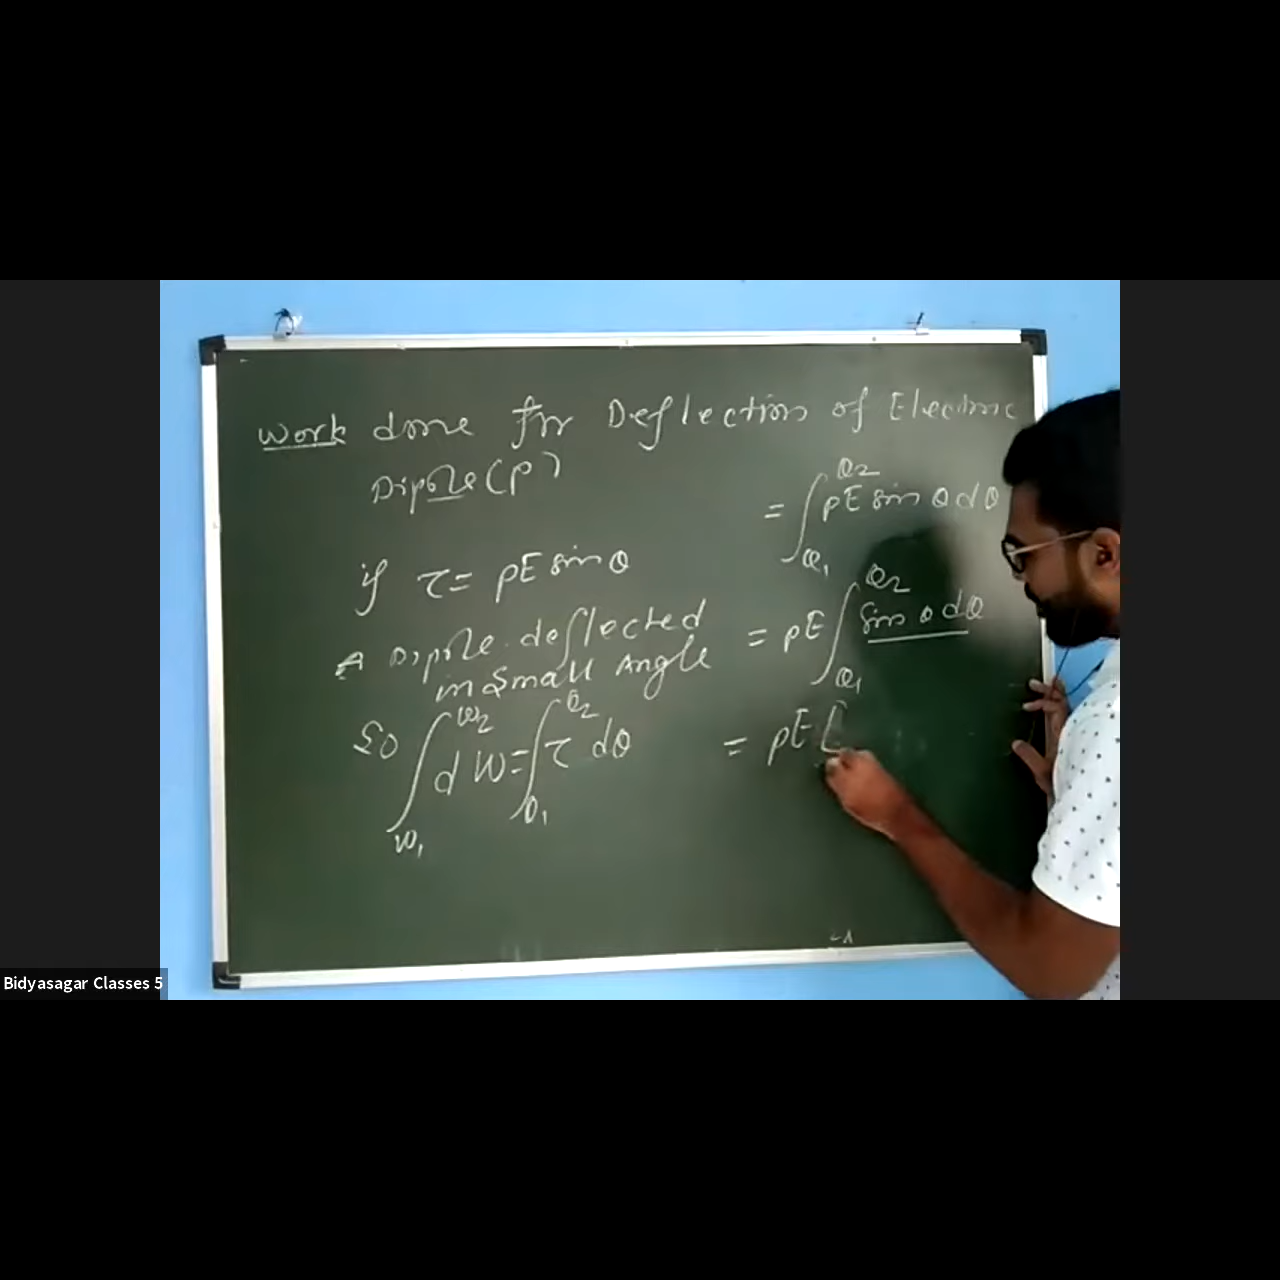 Work done for Deflection of Electric
Dipole (p)
if τ = pE sin θ
A Dipole deflected
in small Angle
So ∫ W₁ W₂ dW = ∫ θ₁ θ₂ τ dθ
= ∫ θ₁ θ₂ pE sin θ dθ
= pE ∫ θ₁ θ₂ sin θ dθ
= pE [
Bidyasagar Classes 5